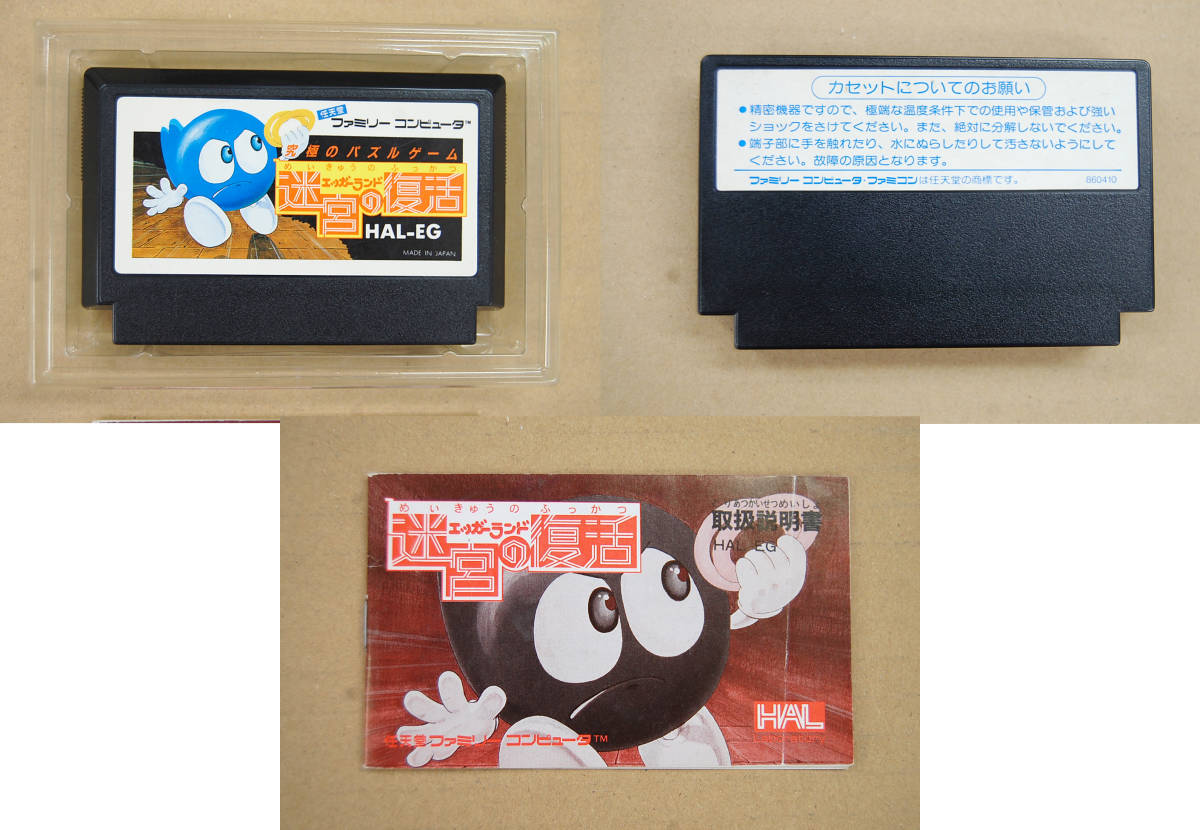 任天堂
ファミリー コンピュータ™
究極のパズルゲーム
めいきゅうのふっかつ
エッガーランド
迷宮の復活
HAL-EG
MADE IN JAPAN
カセットについてのお願い
●精密機器ですので、極端な温度条件下での使用や保管および強い
ショックをさけてください。また、絶対に分解しないでください。
●端子部に手を触れたり、水にぬらしたりして汚さないようにして
ください。故障の原因となります。
ファミリー コンピュータ・ファミコンは任天堂の商標です。
860410
めいきゅうのふっかつ
エッガーランド
迷宮の復活
りあつかいせつめいしょ
取扱説明書
HAL-EG
HAL
任天堂 ファミリー コンピュータ™